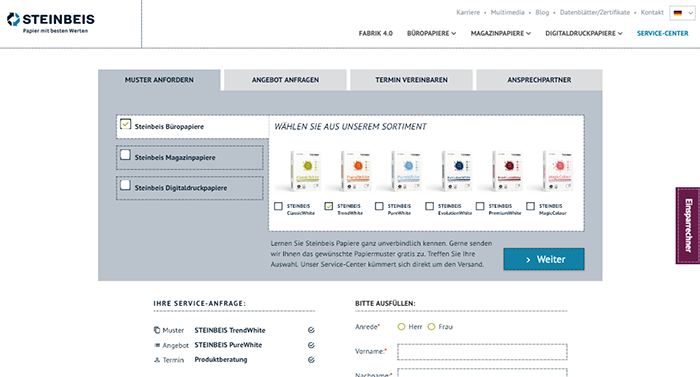 STEINBEIS
Papier mit besten Werten
Karriere • Multimedia • Blog • Datenblätter/Zertifikate • Kontakt
FABRIK 4.0 BÜROPAPIERE MAGAZINPAPIERE DIGITALDRUCKPAPIERE SERVICE-CENTER
MUSTER ANFORDERN ANGEBOT ANFRAGEN TERMIN VEREINBAREN ANSPRECHPARTNER
Steinbeis Büropapiere
Steinbeis Magazinpapiere
Steinbeis Digitaldruckpapiere
WÄHLEN SIE AUS UNSEREM SORTIMENT
STEINBEIS ClassicWhite
STEINBEIS TrendWhite
STEINBEIS PureWhite
STEINBEIS EvolutionWhite
STEINBEIS PremiumWhite
STEINBEIS MagicColour
Lernen Sie Steinbeis Papiere ganz unverbindlich kennen. Gerne senden
wir Ihnen das gewünschte Papiermuster gratis zu. Treffen Sie Ihre
Auswahl. Unser Service-Center kümmert sich direkt um den Versand.
Weiter
Einsparrechner
IHRE SERVICE-ANFRAGE:
Muster STEINBEIS TrendWhite
Angebot STEINBEIS PureWhite
Termin Produktberatung
BITTE AUSFÜLLEN:
Anrede* Herr Frau
Vorname:*
Nachname:*